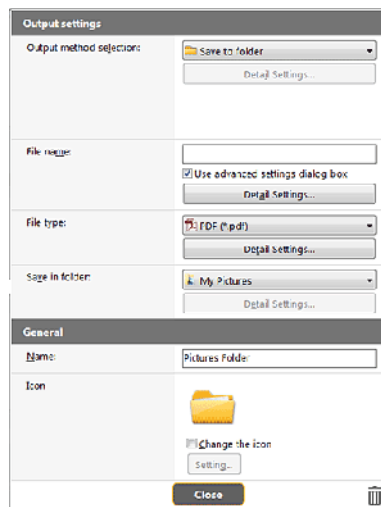 Output settings
Output method selection:
Save to folder
Detail Settings...
File name:
Use advanced settings dialog box
Detail Settings...
File type:
PDF (*.pdf)
Detail Settings...
Save in folder:
My Pictures
Detail Settings...
General
Name:
Pictures Folder
Icon
Change the icon
Setting...
Close